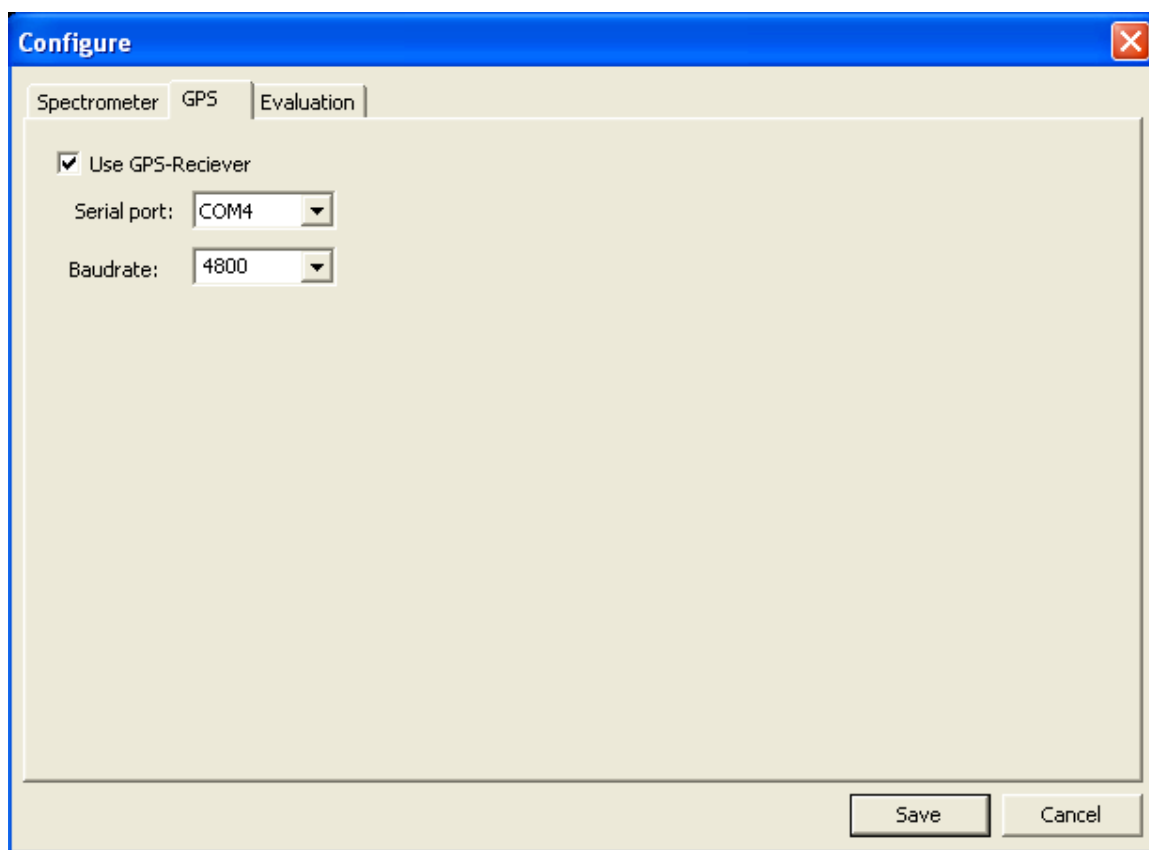 Configure
Spectrometer GPS Evaluation
Use GPS-Reciever
Serial port: COM4
Baudrate: 4800
Save Cancel